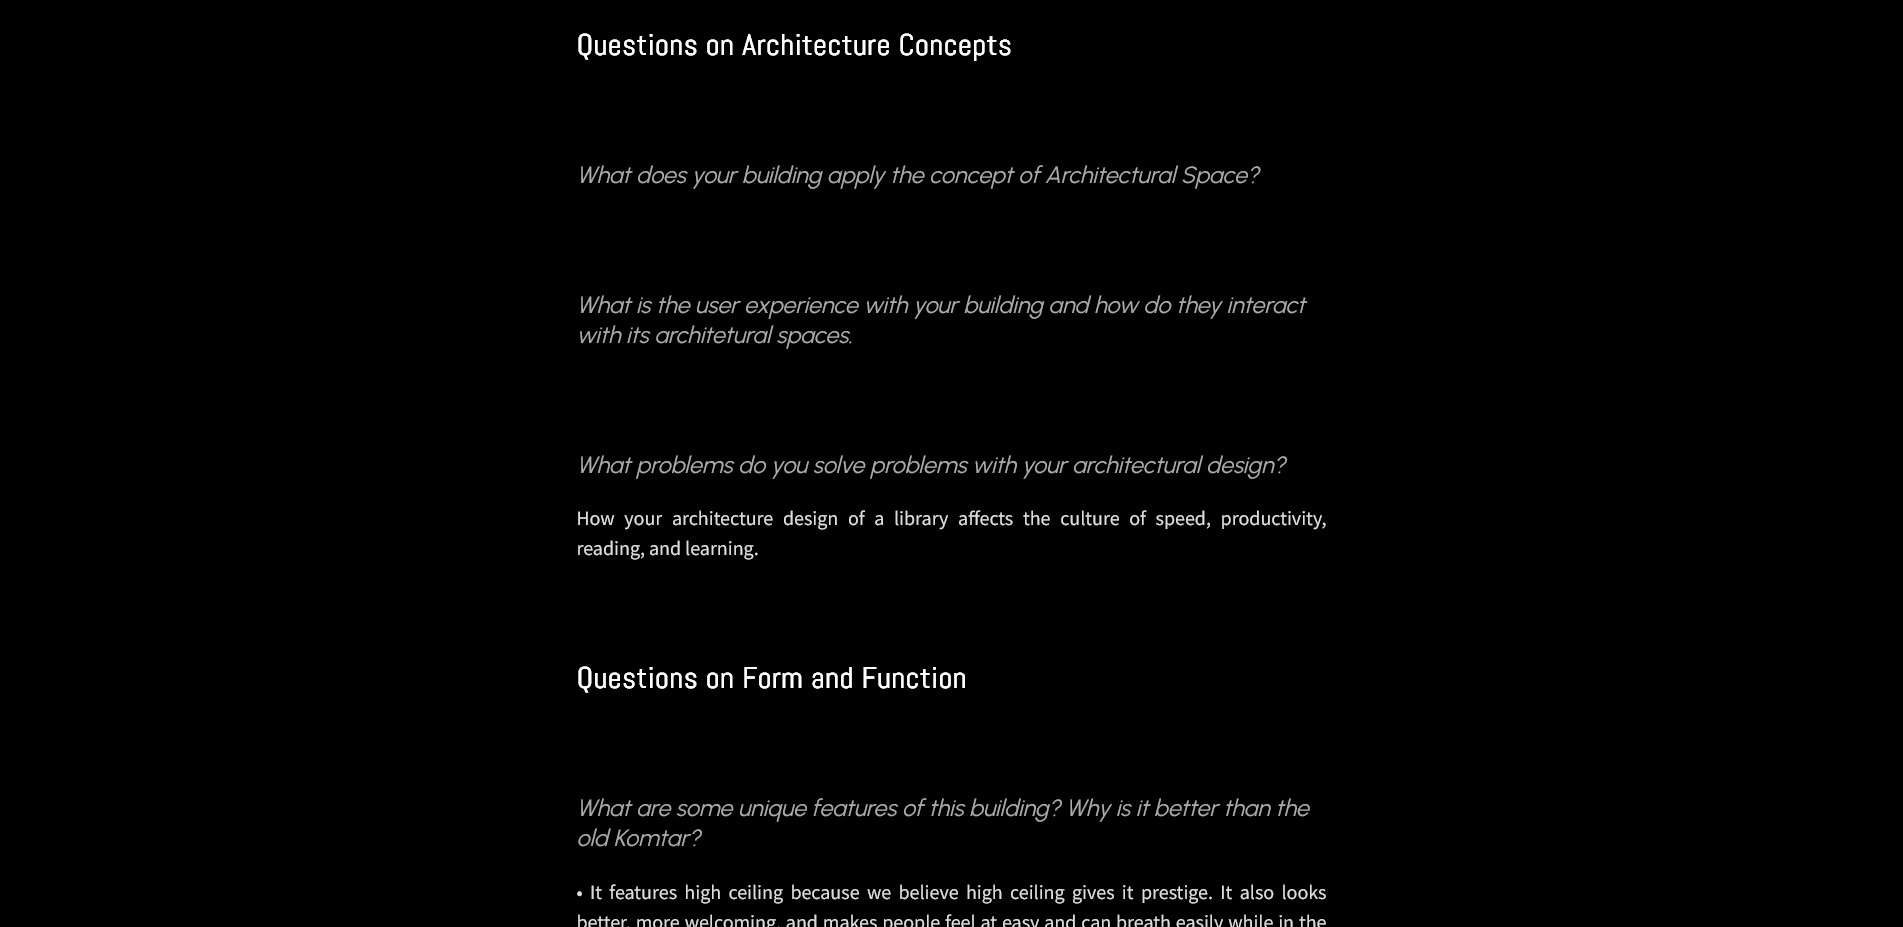 Questions on Architecture Concepts
What does your building apply the concept of Architectural Space?
What is the user experience with your building and how do they interact
with its architetural spaces.
What problems do you solve problems with your architectural design?
How your architecture design of a library affects the culture of speed, productivity,
reading, and learning.
Questions on Form and Function
What are some unique features of this building? Why is it better than the
old Komtar?
• It features high ceiling because we believe high ceiling gives it prestige. It also looks
better, more welcoming, and makes people feel at easy and can breath easily while in the